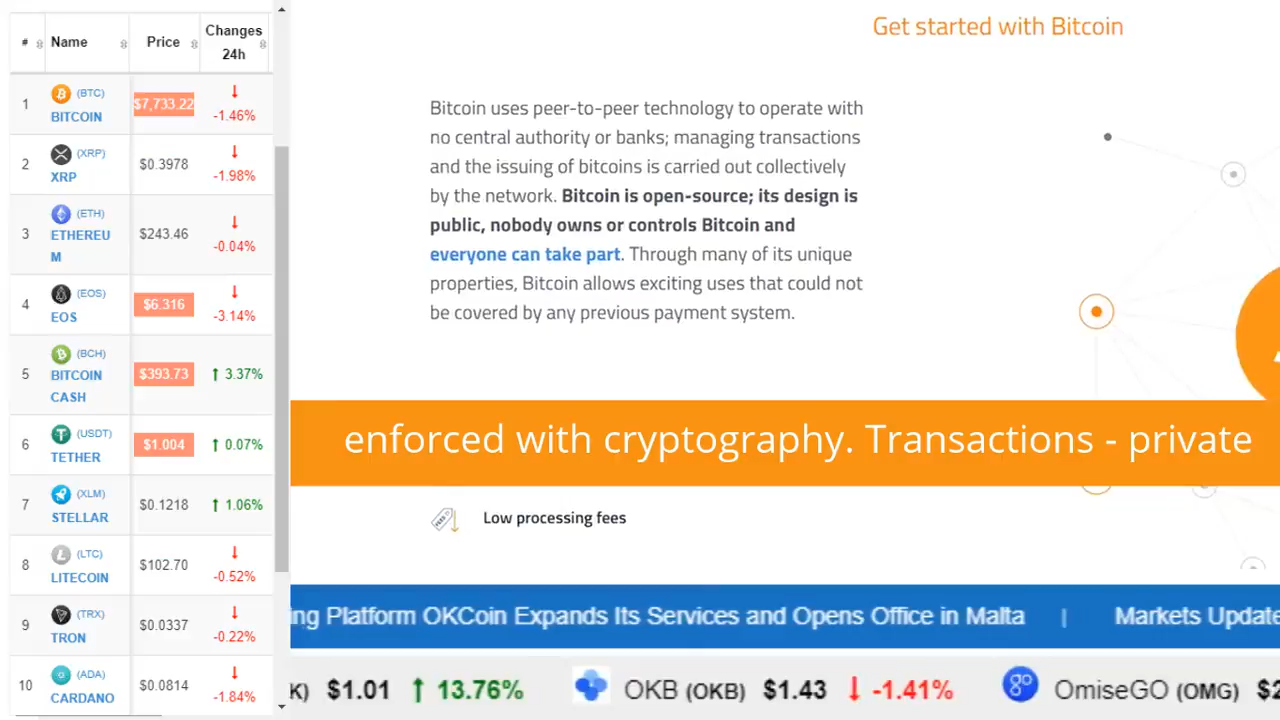 # Name Price Changes 24h
1 (BTC) BITCOIN $7,733.22 -1.46%
2 (XRP) XRP $0.3978 -1.98%
3 (ETH) ETHEREUM $243.46 -0.04%
4 (EOS) EOS $6.316 -3.14%
5 (BCH) BITCOIN CASH $393.73 3.37%
6 (USDT) TETHER $1.004 0.07%
7 (XLM) STELLAR $0.1218 1.06%
8 (LTC) LITECOIN $102.70 -0.52%
9 (TRX) TRON $0.0337 -0.22%
10 (ADA) CARDANO $0.0814 -1.84%
Get started with Bitcoin
Bitcoin uses peer-to-peer technology to operate with
no central authority or banks; managing transactions
and the issuing of bitcoins is carried out collectively
by the network. Bitcoin is open-source; its design is
public, nobody owns or controls Bitcoin and
everyone can take part. Through many of its unique
properties, Bitcoin allows exciting uses that could not
be covered by any previous payment system.
enforced with cryptography. Transactions - private
Low processing fees
ing Platform OKCoin Expands Its Services and Opens Office in Malta | Markets Update
K) $1.01 13.76% OKB (OKB) $1.43 -1.41% OmiseGO (OMG) $2